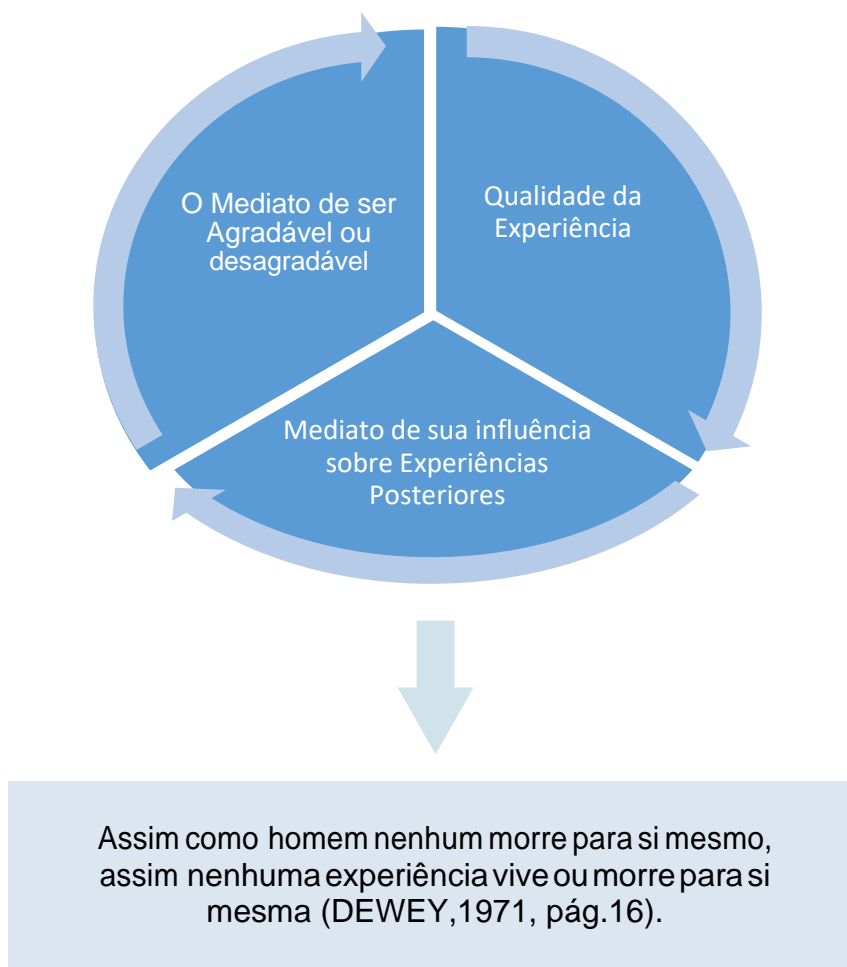 O Mediato de ser
Agradável ou
desagradável
Qualidade da
Experiência
Mediato de sua influência
sobre Experiências
Posteriores
Assim como homem nenhum morre para si mesmo,
assim nenhuma experiência vive ou morre para si
mesma (DEWEY,1971, pág.16).